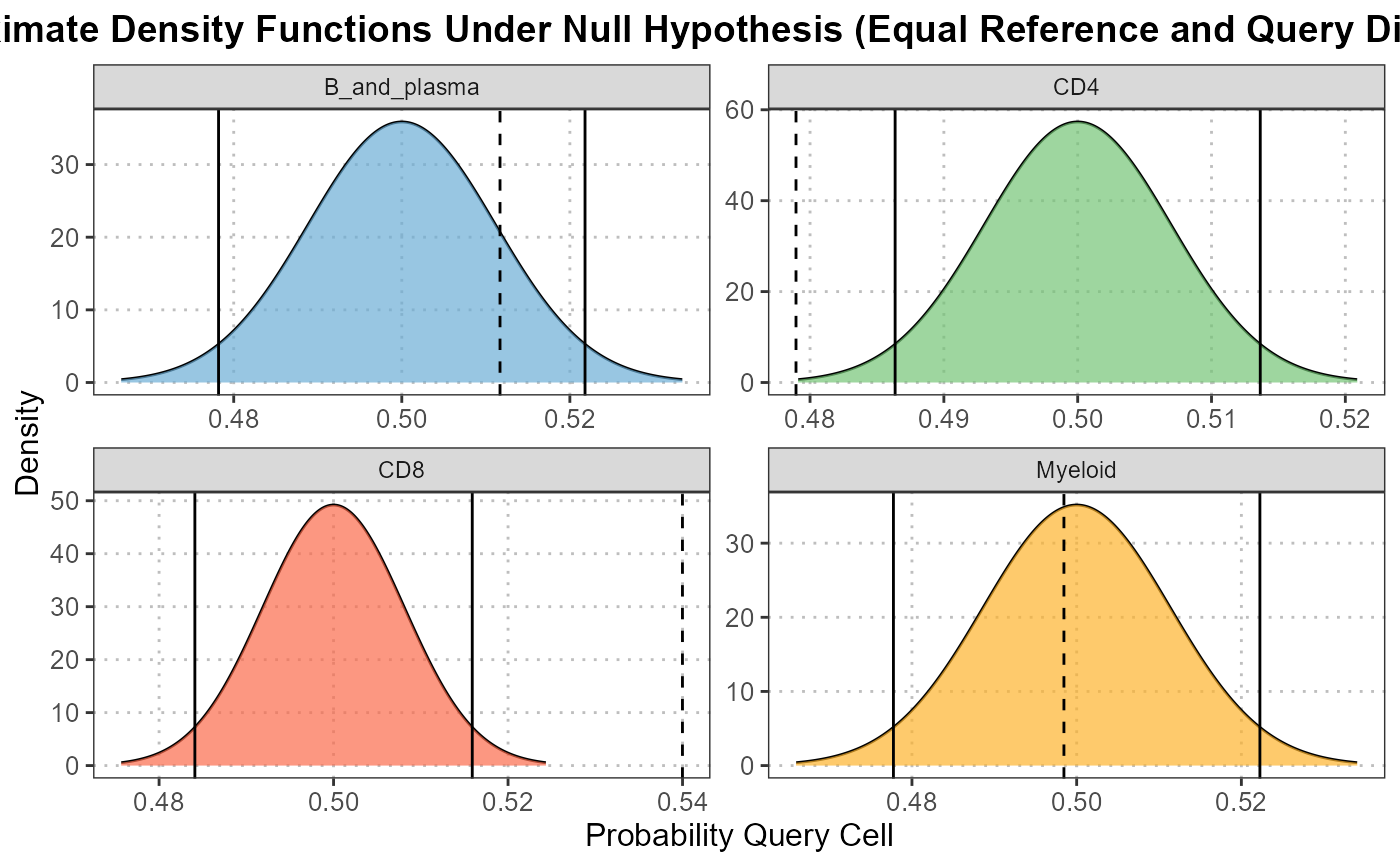 ximate Density Functions Under Null Hypothesis (Equal Reference and Query Di
B_and_plasma
CD4
Density
30
20
10
0
0.48 0.50 0.52
60
40
20
0
0.48 0.49 0.50 0.51 0.52
CD8
Myeloid
50
40
30
20
10
0
0.48 0.50 0.52 0.54
30
20
10
0
0.48 0.50 0.52
Probability Query Cell